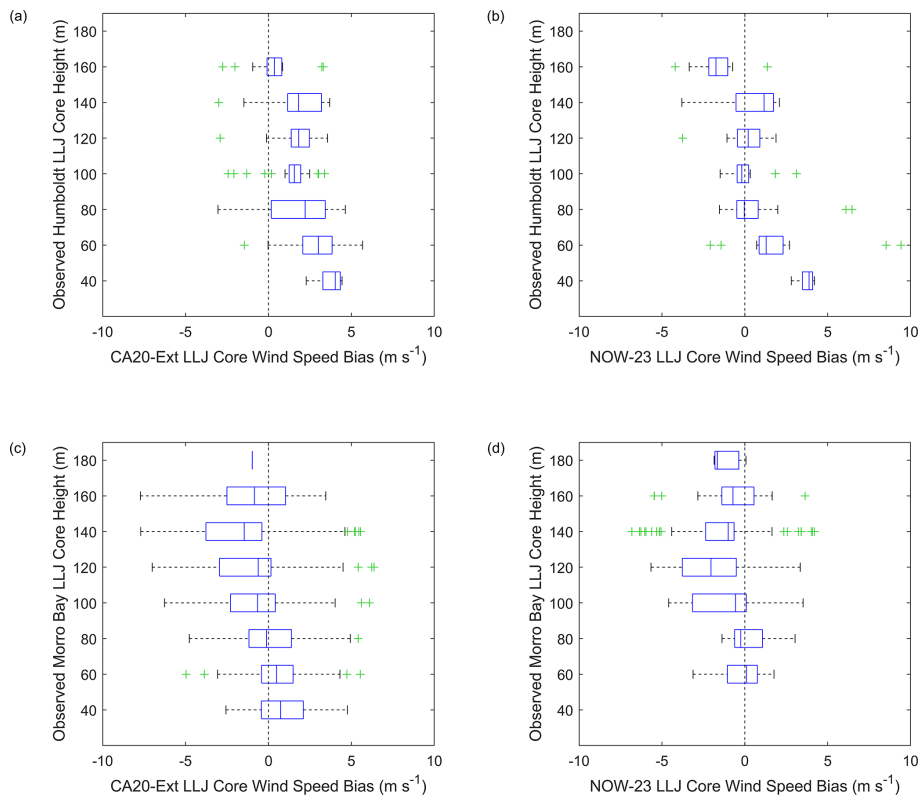 (a)
Observed Humboldt LLJ Core Height (m)
180
160
140
120
100
80
60
40
-10 -5 0 5 10
CA20-Ext LLJ Core Wind Speed Bias (m s⁻¹)
(b)
Observed Humboldt LLJ Core Height (m)
180
160
140
120
100
80
60
40
-10 -5 0 5 10
NOW-23 LLJ Core Wind Speed Bias (m s⁻¹)
(c)
Observed Morro Bay LLJ Core Height (m)
180
160
140
120
100
80
60
40
-10 -5 0 5 10
CA20-Ext LLJ Core Wind Speed Bias (m s⁻¹)
(d)
Observed Morro Bay LLJ Core Height (m)
180
160
140
120
100
80
60
40
-10 -5 0 5 10
NOW-23 LLJ Core Wind Speed Bias (m s⁻¹)